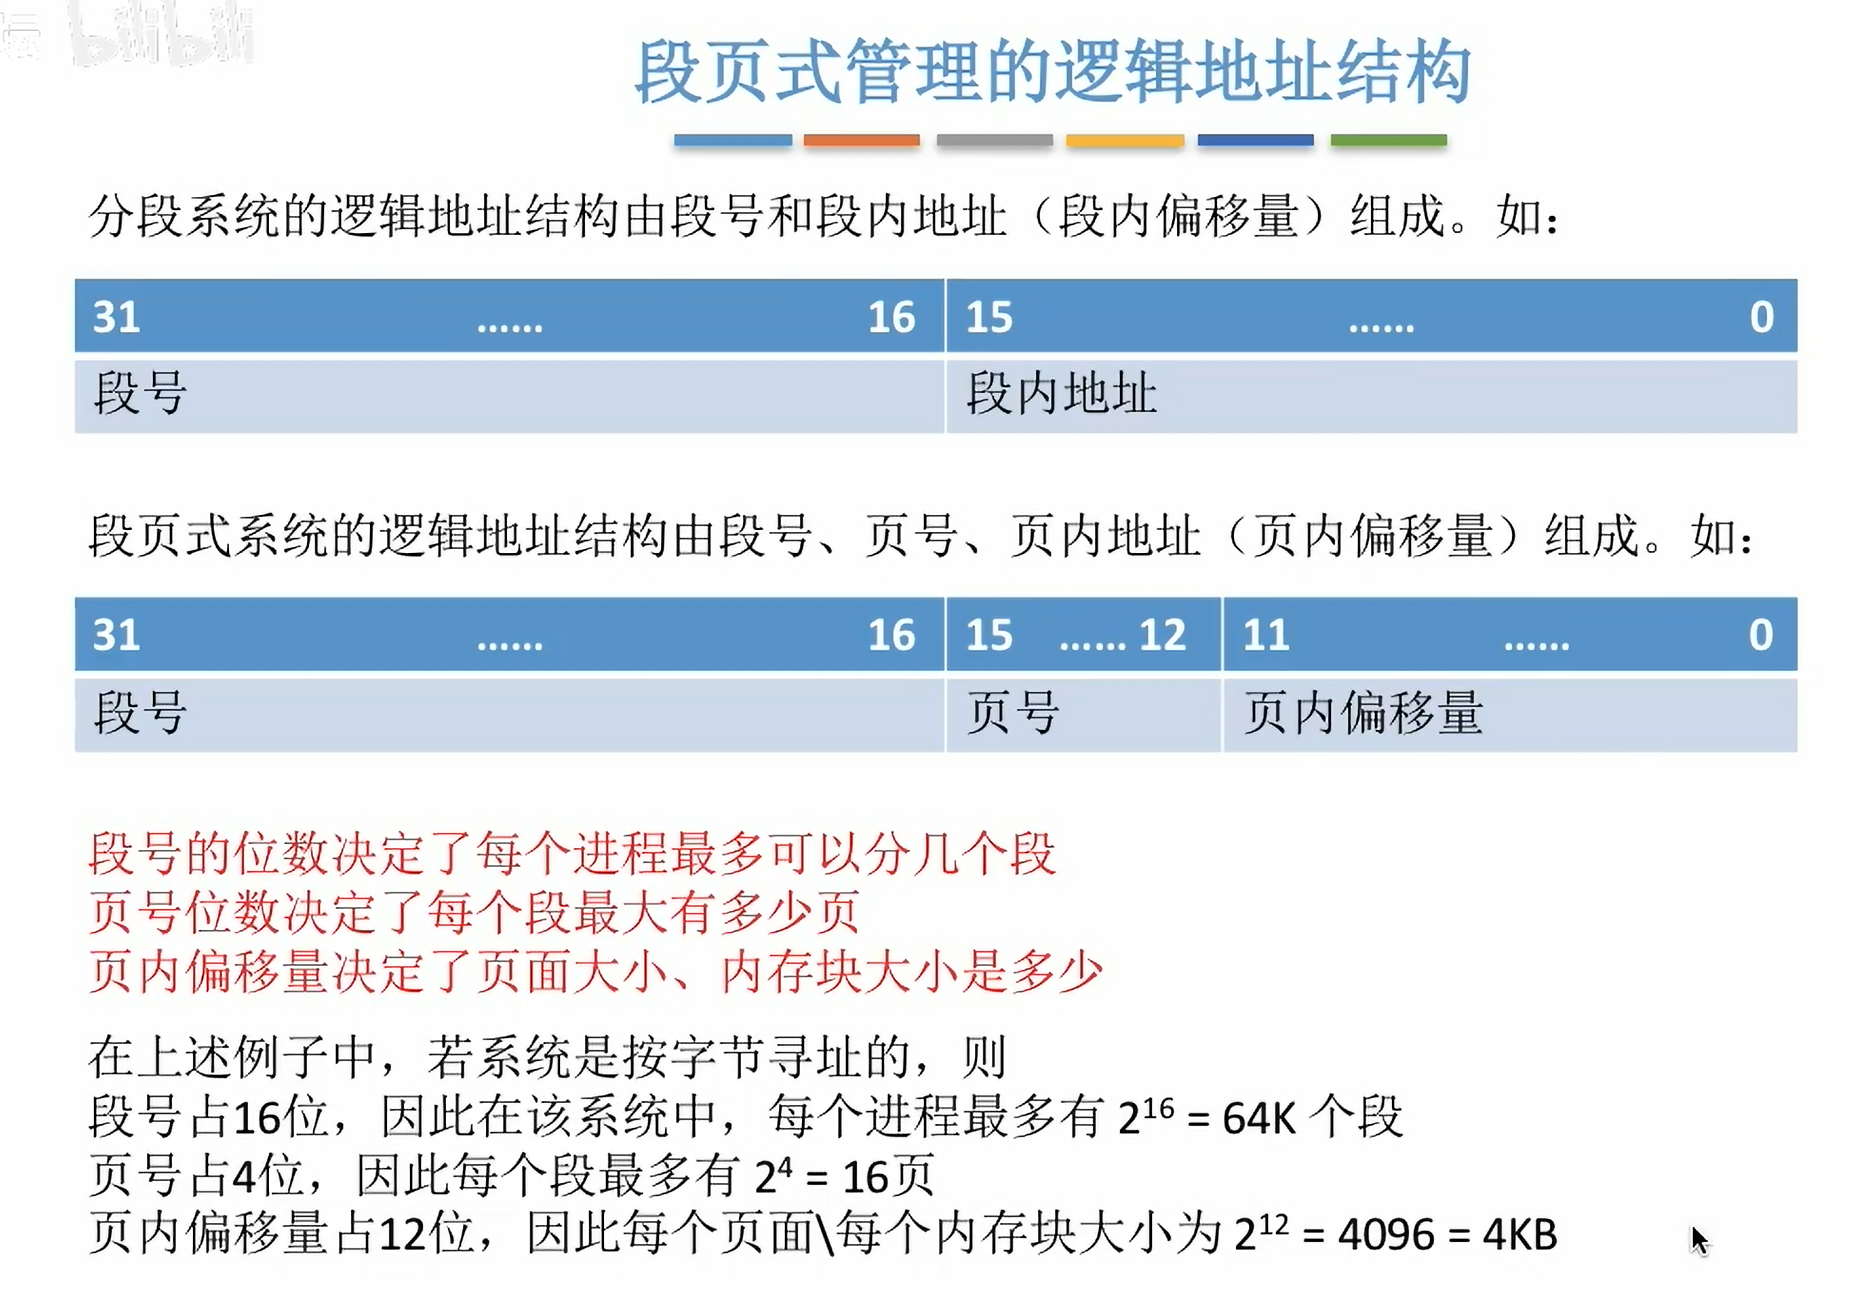 bilibili
段页式管理的逻辑地址结构
分段系统的逻辑地址结构由段号和段内地址（段内偏移量）组成。如：
31 …… 16 15 …… 0
段号 段内地址
段页式系统的逻辑地址结构由段号、页号、页内地址（页内偏移量）组成。如：
31 …… 16 15 …… 12 11 …… 0
段号 页号 页内偏移量
段号的位数决定了每个进程最多可以分几个段
页号位数决定了每个段最大有多少页
页内偏移量决定了页面大小、内存块大小是多少
在上述例子中，若系统是按字节寻址的，则
段号占16位，因此在该系统中，每个进程最多有 2¹⁶ = 64K 个段
页号占4位，因此每个段最多有 2⁴ = 16页
页内偏移量占12位，因此每个页面\每个内存块大小为 2¹² = 4096 = 4KB